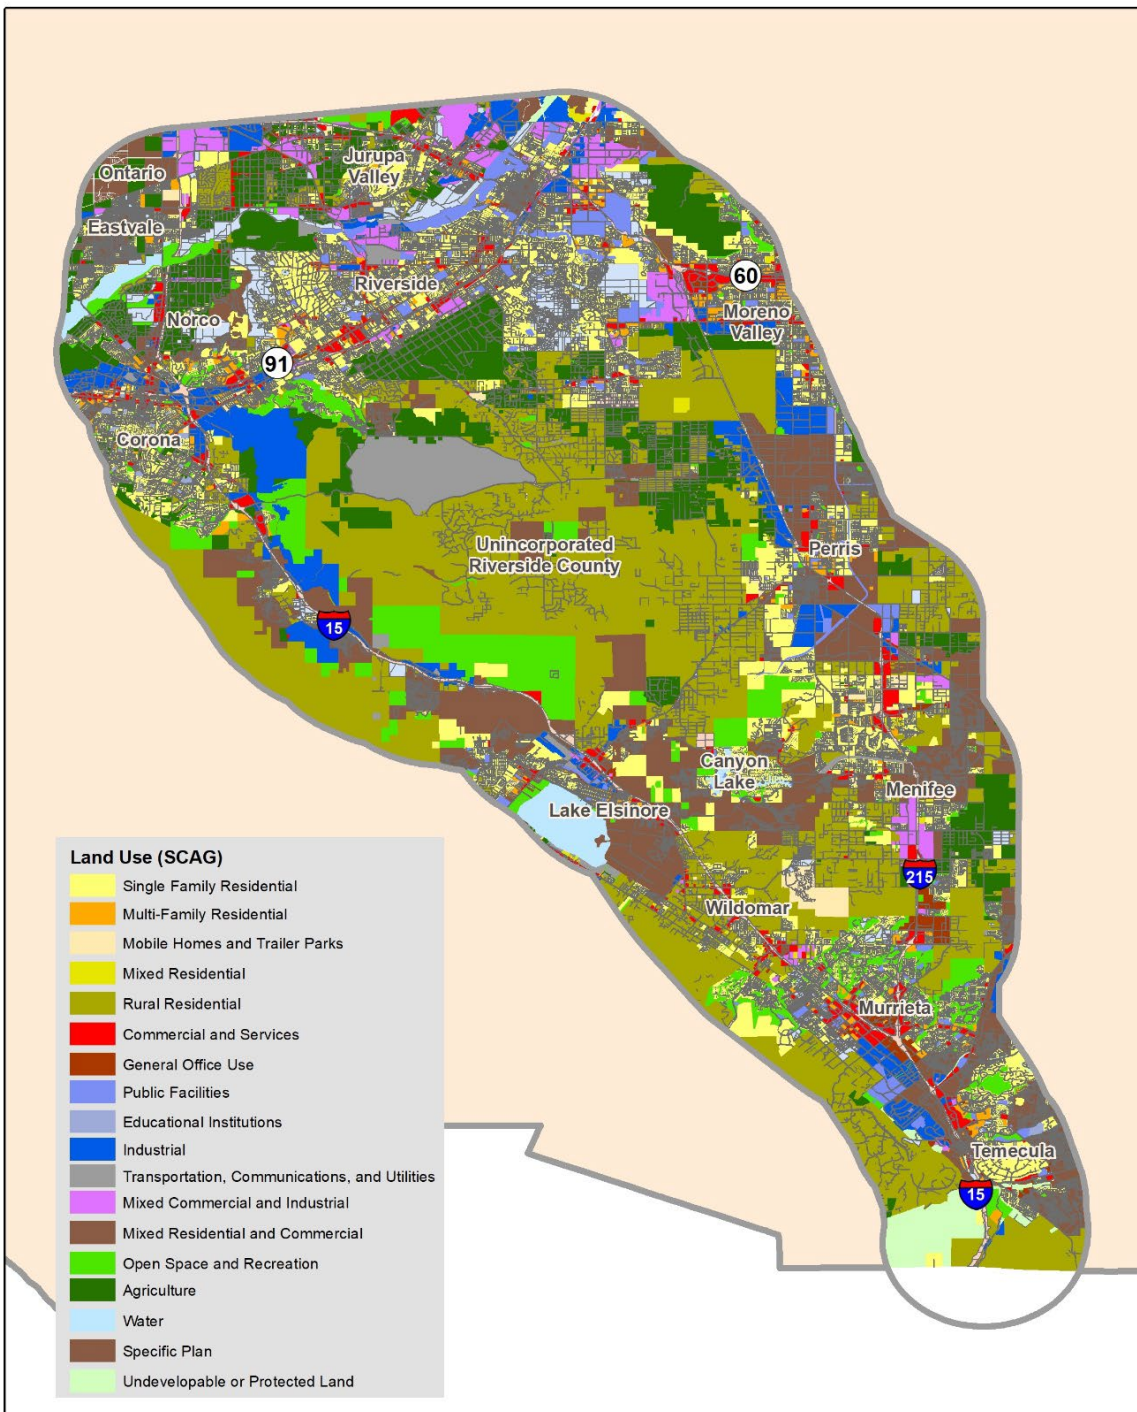 Jurupa
Valley
Ontario
Eastvale
60
Riverside
Moreno
Valley
Norco
91
Corona
Unincorporated
Riverside County
Perris
15
Canyon
Lake
Menifee
Lake Elsinore
215
Wildomar
Murrieta
Temecula
15
Land Use (SCAG)
Single Family Residential
Multi-Family Residential
Mobile Homes and Trailer Parks
Mixed Residential
Rural Residential
Commercial and Services
General Office Use
Public Facilities
Educational Institutions
Industrial
Transportation, Communications, and Utilities
Mixed Commercial and Industrial
Mixed Residential and Commercial
Open Space and Recreation
Agriculture
Water
Specific Plan
Undevelopable or Protected Land